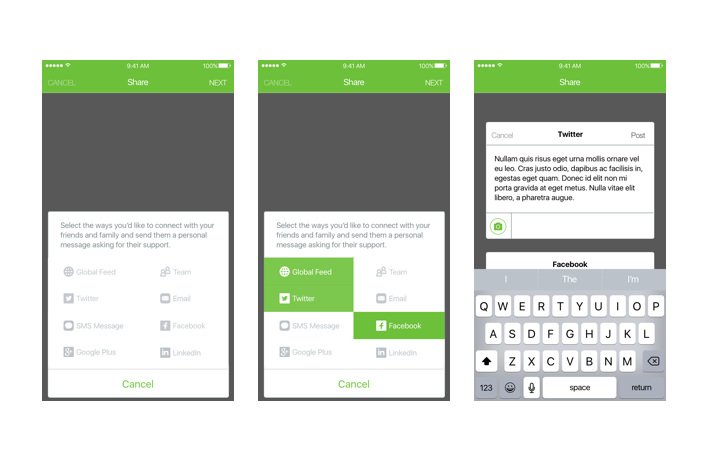 9:41 AM
100%
CANCEL
Share
NEXT
Select the ways you'd like to connect with your
friends and family and send them a personal
message asking for their support.
Global Feed
Team
Twitter
Email
SMS Message
Facebook
Google Plus
LinkedIn
Cancel
9:41 AM
100%
CANCEL
Share
NEXT
Select the ways you'd like to connect with your
friends and family and send them a personal
message asking for their support.
Global Feed
Team
Twitter
Email
SMS Message
Facebook
Google Plus
LinkedIn
Cancel
9:41 AM
100%
Share
Cancel
Twitter
Post
Nullam quis risus eget urna mollis ornare vel
eu leo. Cras justo odio, dapibus ac facilisis in,
egestas eget quam. Donec id elit non mi
porta gravida at eget metus. Nulla vitae elit
libero, a pharetra augue.
Facebook
I The I'm
Q W E R T Y U I O P
A S D F G H J K L
Z X C V B N M
123 space return